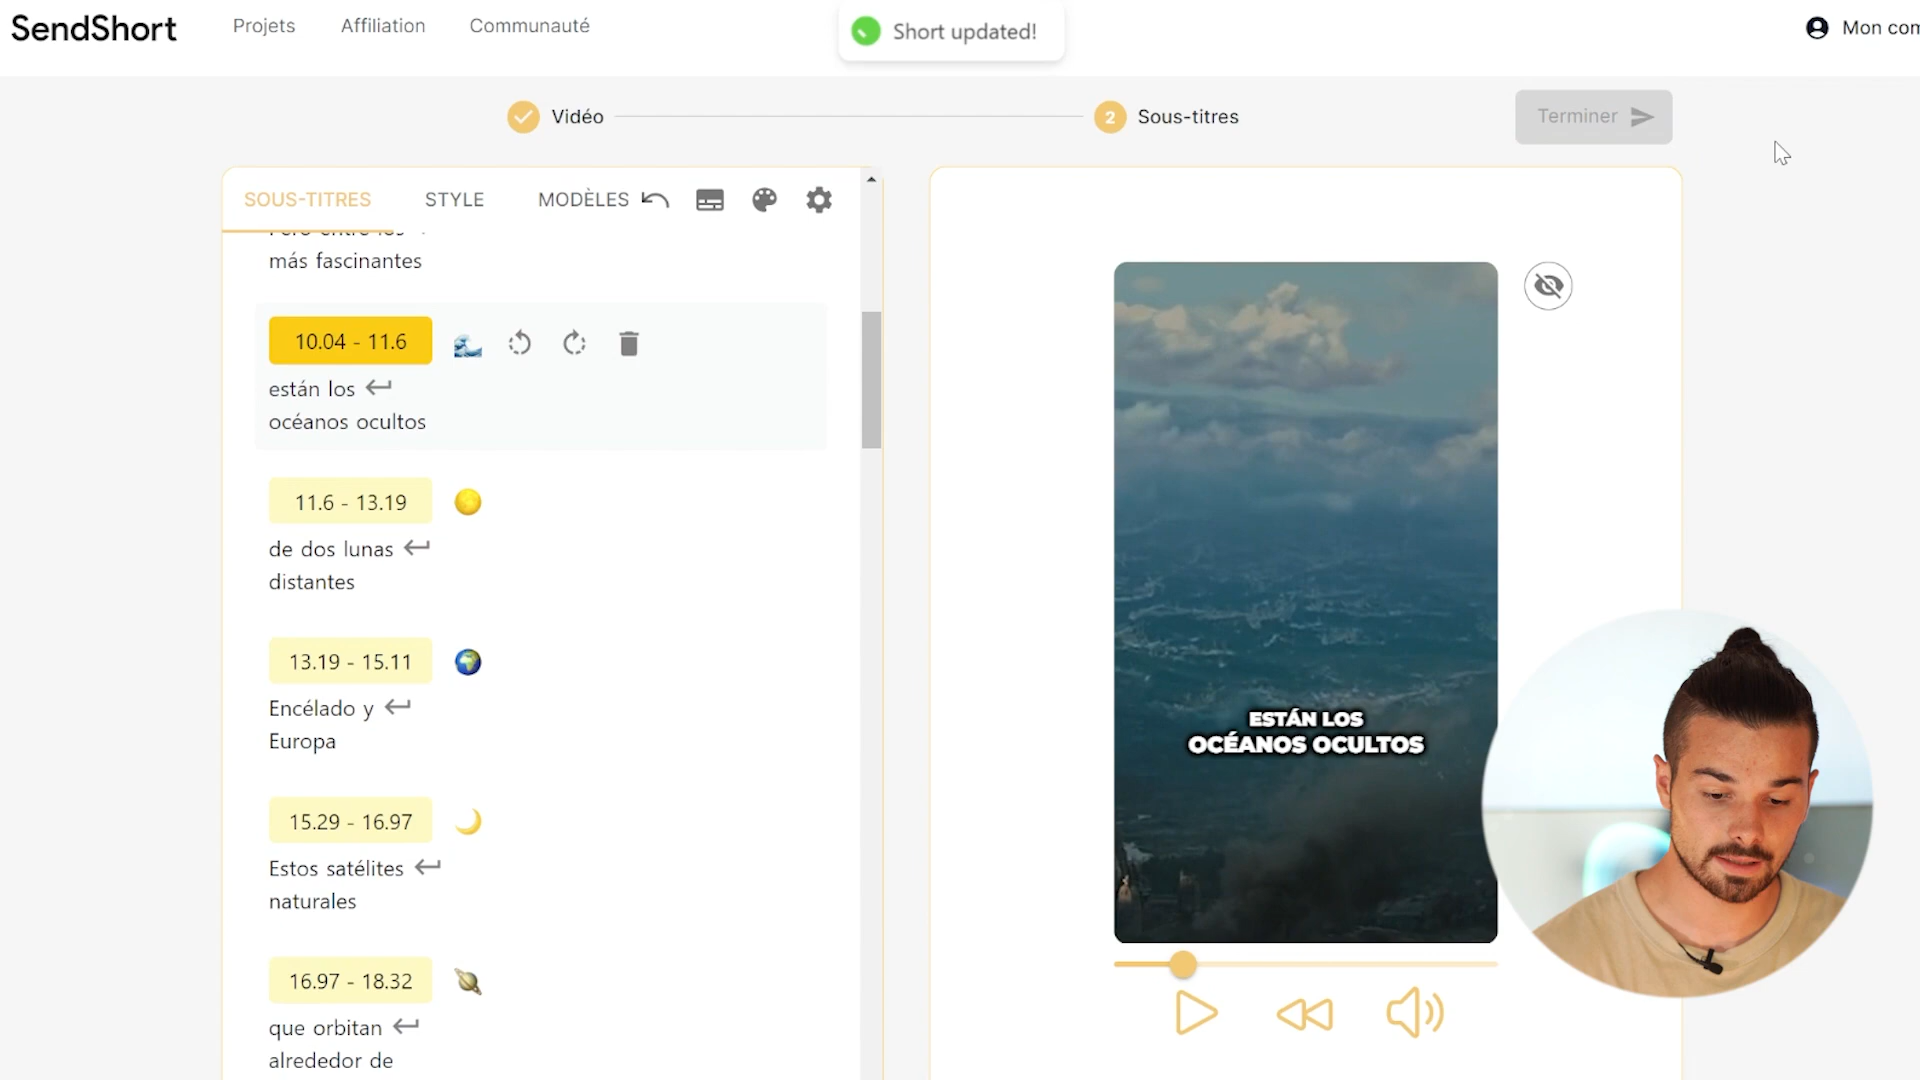 SendShort
Projets
Affiliation
Communauté
Short updated!
Mon com
Vidéo
2
Sous-titres
Terminer
SOUS-TITRES
STYLE
MODÈLES
Pero entre los
más fascinantes
10.04 - 11.6
están los
océanos ocultos
11.6 - 13.19
de dos lunas
distantes
13.19 - 15.11
Encélado y
Europa
15.29 - 16.97
Estos satélites
naturales
16.97 - 18.32
que orbitan
alrededor de
ESTÁN LOS
OCÉANOS OCULTOS